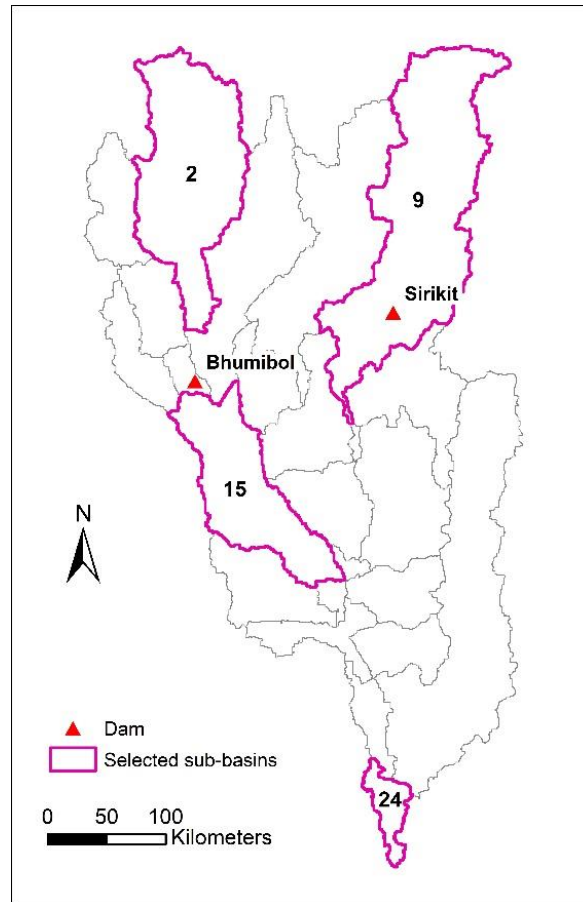 2
9
Sirikit
Bhumibol
15
N
Dam
Selected sub-basins
0 50 100
Kilometers
24